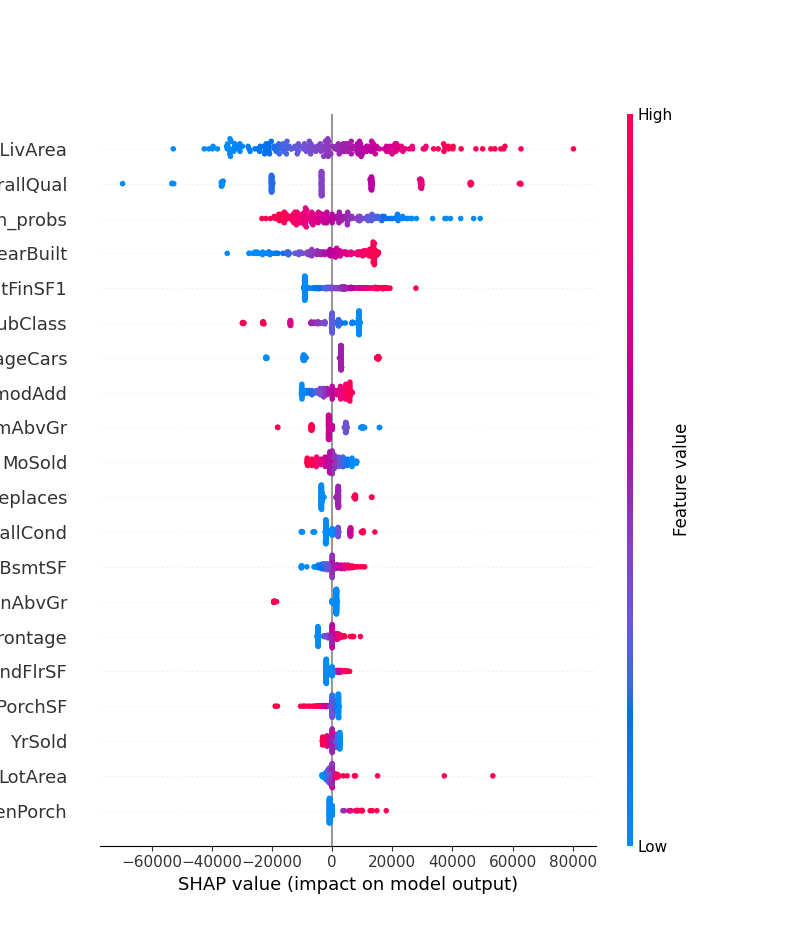 High
LivArea
rallQual
n_probs
earBuilt
tFinSF1
ubClass
ageCars
modAdd
mAbvGr
MoSold
eplaces
allCond
BsmtSF
nAbvGr
rontage
ndFlrSF
PorchSF
YrSold
LotArea
enPorch
Feature value
Low
−60000 −40000 −20000 0 20000 40000 60000 80000
SHAP value (impact on model output)